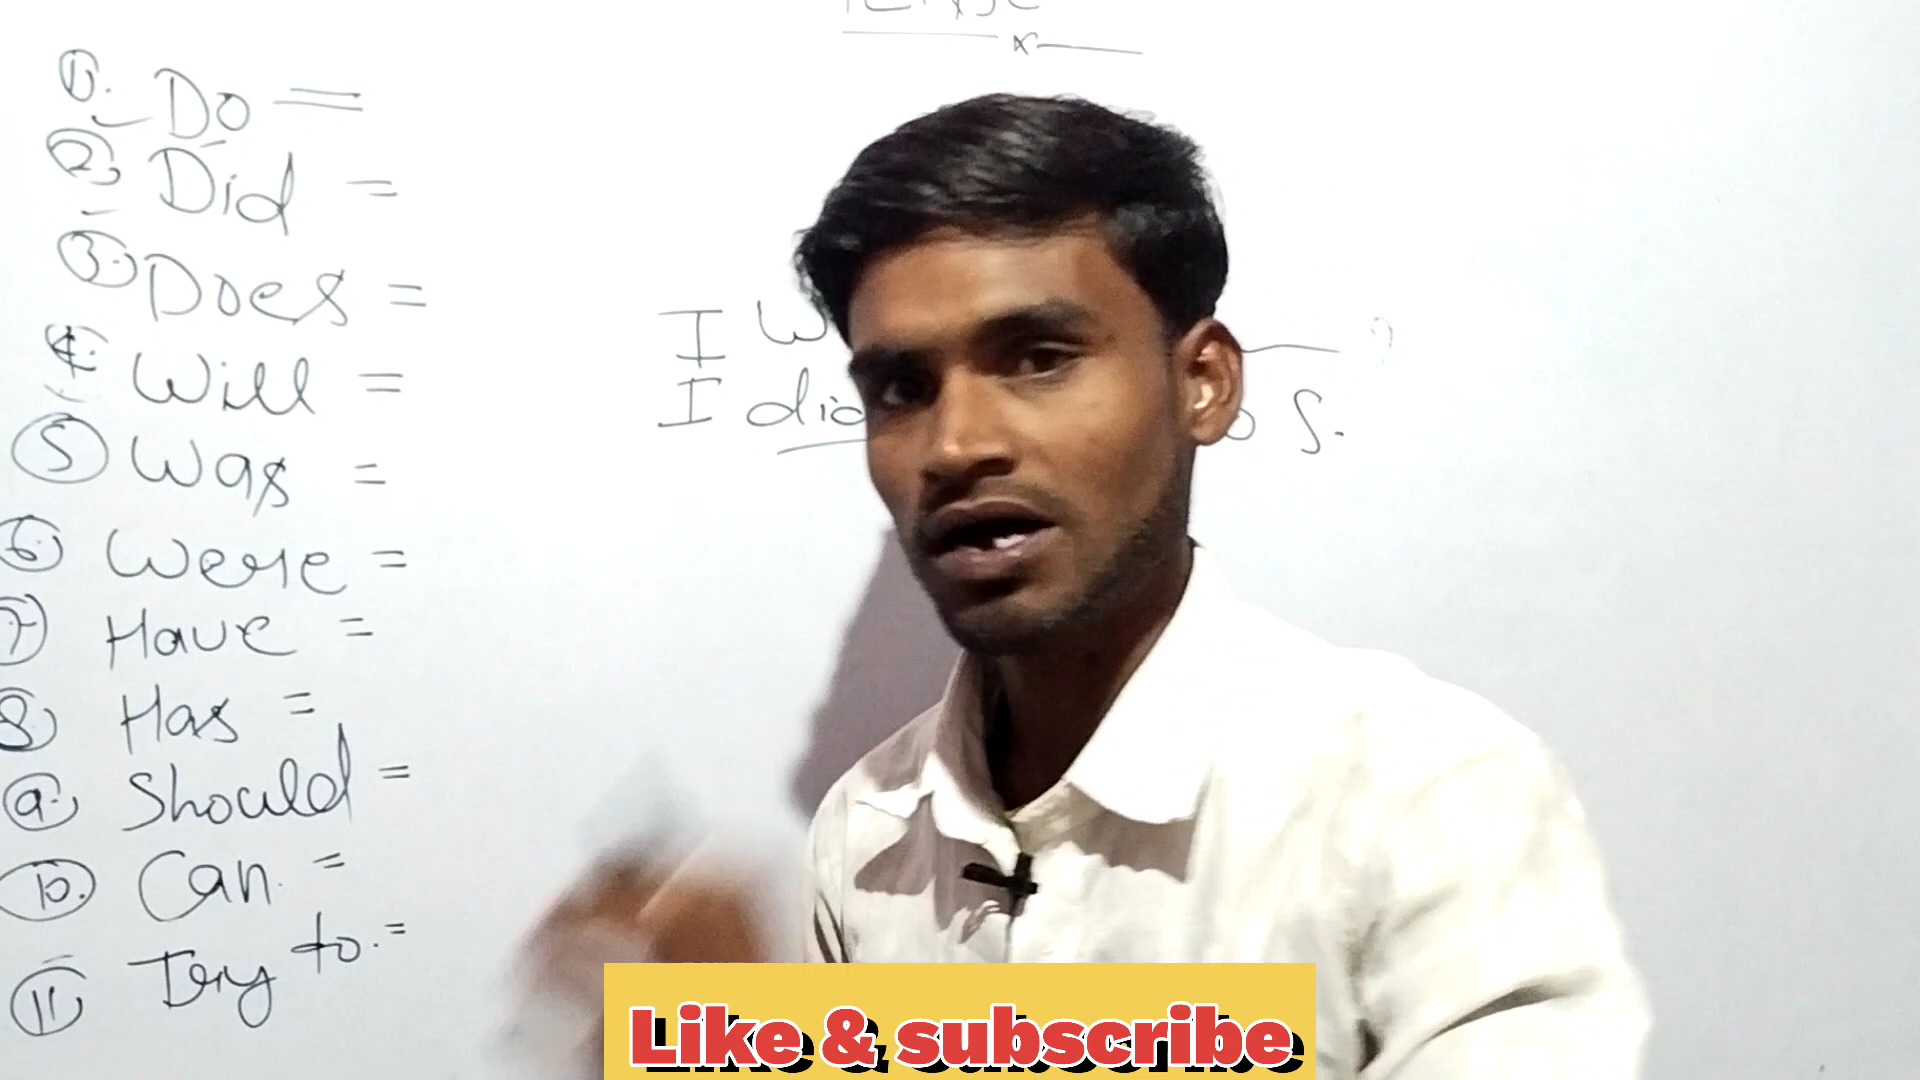 1. Do =
2. Did =
3. Does =
4. Will =
5 Was =
6. Were =
7 Have =
8 Has =
9. Should =
10. Can. =
11 Try to. =
I
I did
S.
Like & subscribe